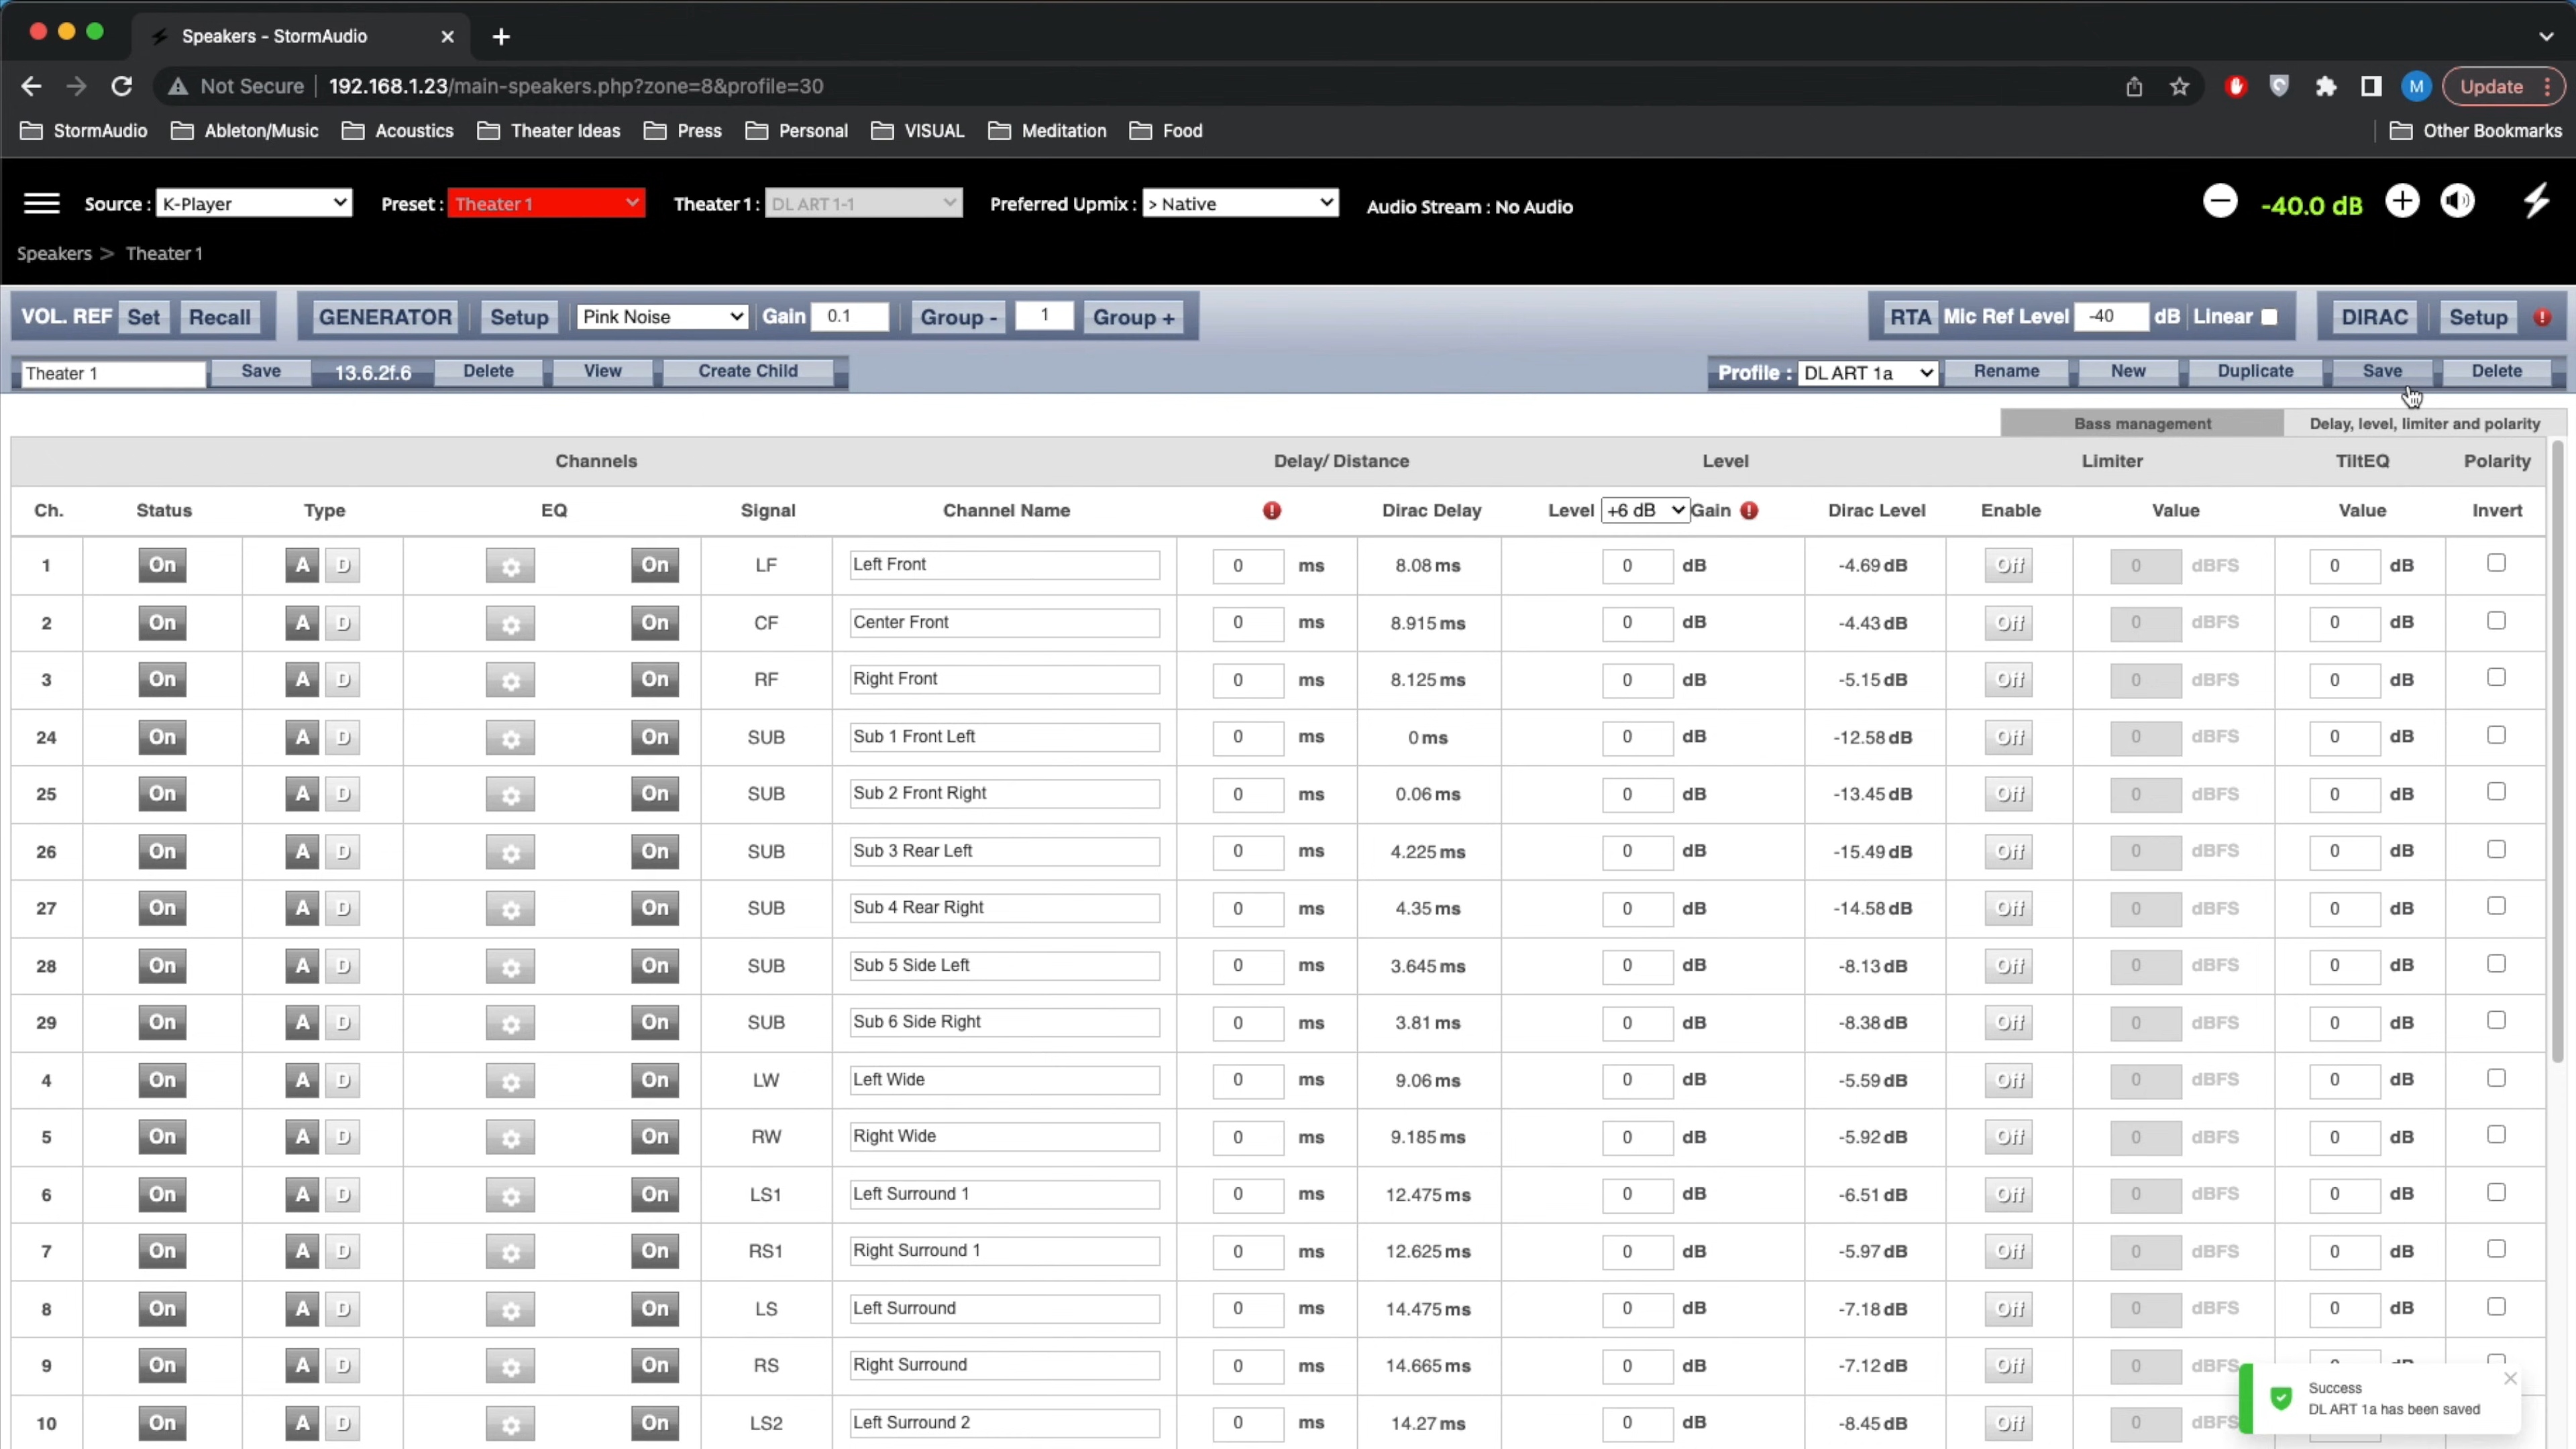 Speakers - StormAudio
Not Secure 192.168.1.23/main-speakers.php?zone=8&profile=30 M Update
StormAudio Ableton/Music Acoustics Theater Ideas Press Personal VISUAL Meditation Food Other Bookmarks
Source : K-Player Preset : Theater 1 Theater 1 : DL ART 1-1 Preferred Upmix : > Native Audio Stream : No Audio -40.0 dB
Speakers > Theater 1
VOL. REF Set Recall GENERATOR Setup Pink Noise Gain 0.1 Group - 1 Group + RTA Mic Ref Level -40 dB Linear DIRAC Setup
Theater 1 Save 13.6.2f.6 Delete View Create Child Profile : DL ART 1a Rename New Duplicate Save Delete
Bass management Delay, level, limiter and polarity
Channels Delay/ Distance Level Limiter TiltEQ Polarity
Ch. Status Type EQ Signal Channel Name Dirac Delay Level +6 dB Gain Dirac Level Enable Value Value Invert
1 On A D On LF Left Front 0 ms 8.08 ms 0 dB -4.69 dB Off 0 dBFS 0 dB
2 On A D On CF Center Front 0 ms 8.915 ms 0 dB -4.43 dB Off 0 dBFS 0 dB
3 On A D On RF Right Front 0 ms 8.125 ms 0 dB -5.15 dB Off 0 dBFS 0 dB
24 On A D On SUB Sub 1 Front Left 0 ms 0 ms 0 dB -12.58 dB Off 0 dBFS 0 dB
25 On A D On SUB Sub 2 Front Right 0 ms 0.06 ms 0 dB -13.45 dB Off 0 dBFS 0 dB
26 On A D On SUB Sub 3 Rear Left 0 ms 4.225 ms 0 dB -15.49 dB Off 0 dBFS 0 dB
27 On A D On SUB Sub 4 Rear Right 0 ms 4.35 ms 0 dB -14.58 dB Off 0 dBFS 0 dB
28 On A D On SUB Sub 5 Side Left 0 ms 3.645 ms 0 dB -8.13 dB Off 0 dBFS 0 dB
29 On A D On SUB Sub 6 Side Right 0 ms 3.81 ms 0 dB -8.38 dB Off 0 dBFS 0 dB
4 On A D On LW Left Wide 0 ms 9.06 ms 0 dB -5.59 dB Off 0 dBFS 0 dB
5 On A D On RW Right Wide 0 ms 9.185 ms 0 dB -5.92 dB Off 0 dBFS 0 dB
6 On A D On LS1 Left Surround 1 0 ms 12.475 ms 0 dB -6.51 dB Off 0 dBFS 0 dB
7 On A D On RS1 Right Surround 1 0 ms 12.625 ms 0 dB -5.97 dB Off 0 dBFS 0 dB
8 On A D On LS Left Surround 0 ms 14.475 ms 0 dB -7.18 dB Off 0 dBFS 0 dB
9 On A D On RS Right Surround 0 ms 14.665 ms 0 dB -7.12 dB Off 0 dBFS
10 On A D On LS2 Left Surround 2 0 ms 14.27 ms 0 dB -8.45 dB Off 0 dBFS
Success
DL ART 1a has been saved